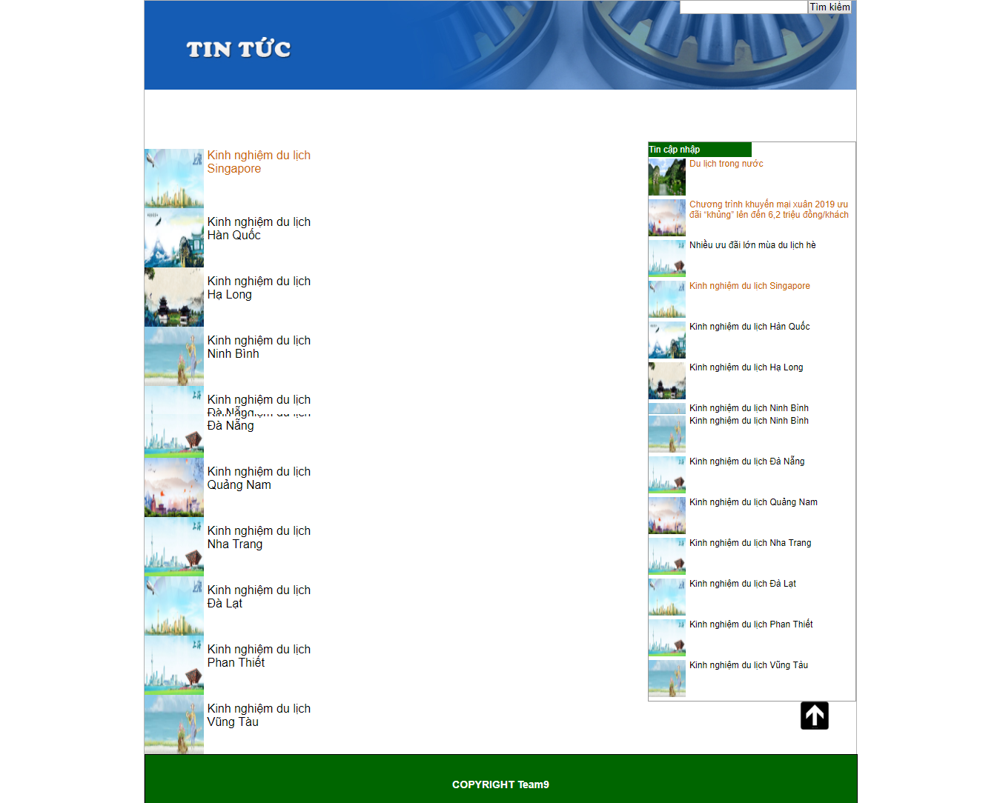 Tìm kiếm
TIN TỨC
Kinh nghiệm du lịch
Singapore
Kinh nghiệm du lịch
Hàn Quốc
Kinh nghiệm du lịch
Hạ Long
Kinh nghiệm du lịch
Ninh Bình
Kinh nghiệm du lịch
Đà Nẵng
Đà Nẵng
Kinh nghiệm du lịch
Quảng Nam
Kinh nghiệm du lịch
Nha Trang
Kinh nghiệm du lịch
Đà Lạt
Kinh nghiệm du lịch
Phan Thiết
Kinh nghiệm du lịch
Vũng Tàu
Tin cập nhập
Du lịch trong nước
Chương trình khuyến mại xuân 2019 ưu
đãi “khủng” lên đến 6,2 triệu đồng/khách
Nhiều ưu đãi lớn mùa du lịch hè
Kinh nghiệm du lịch Singapore
Kinh nghiệm du lịch Hàn Quốc
Kinh nghiệm du lịch Hạ Long
Kinh nghiệm du lịch Ninh Bình
Kinh nghiệm du lịch Ninh Bình
Kinh nghiệm du lịch Đà Nẵng
Kinh nghiệm du lịch Quảng Nam
Kinh nghiệm du lịch Nha Trang
Kinh nghiệm du lịch Đà Lạt
Kinh nghiệm du lịch Phan Thiết
Kinh nghiệm du lịch Vũng Tàu
COPYRIGHT Team9